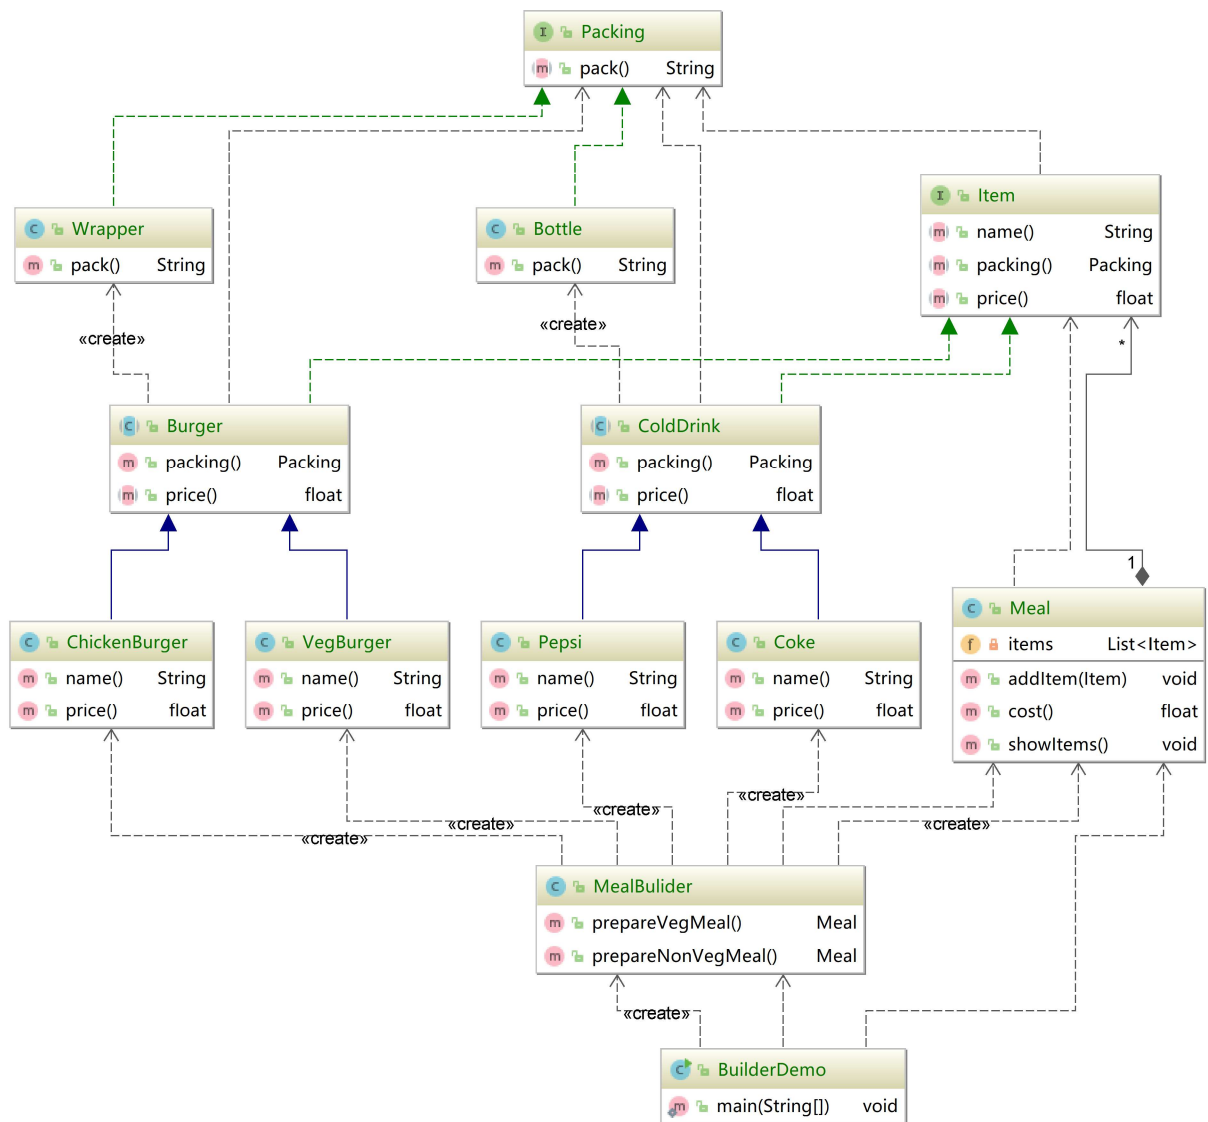 Packing
pack() String
Item
name() String
packing() Packing
price() float
Wrapper
pack() String
Bottle
pack() String
«create»
«create»
*
Burger
packing() Packing
price() float
ColdDrink
packing() Packing
price() float
1
Meal
items List<Item>
addItem(Item) void
cost() float
showItems() void
ChickenBurger
name() String
price() float
VegBurger
name() String
price() float
Pepsi
name() String
price() float
Coke
name() String
price() float
«create»
«create»
«create»
«create»
«create»
MealBulider
prepareVegMeal() Meal
prepareNonVegMeal() Meal
«create»
BuilderDemo
main(String[]) void